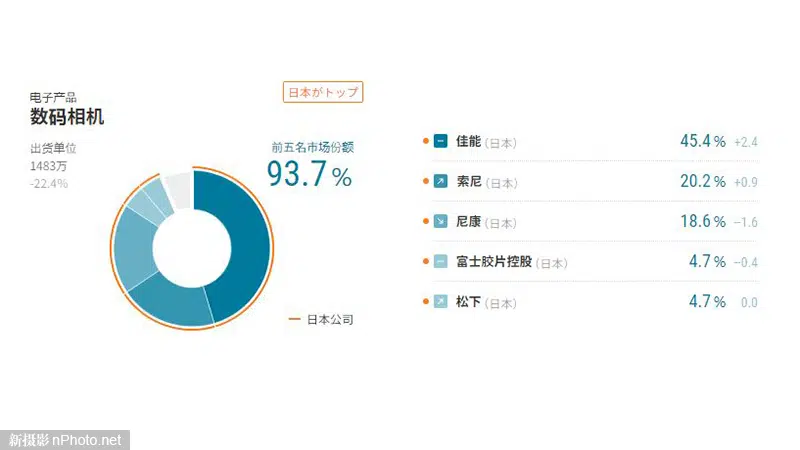 电子产品
数码相机
日本がトップ
出货单位
1483万
-22.4%
前五名市场份额
93.7%
日本公司
佳能(日本) 45.4% +2.4
索尼(日本) 20.2% +0.9
尼康(日本) 18.6% −1.6
富士胶片控股(日本) 4.7% −0.4
松下(日本) 4.7% 0.0
新摄影 nPhoto.net